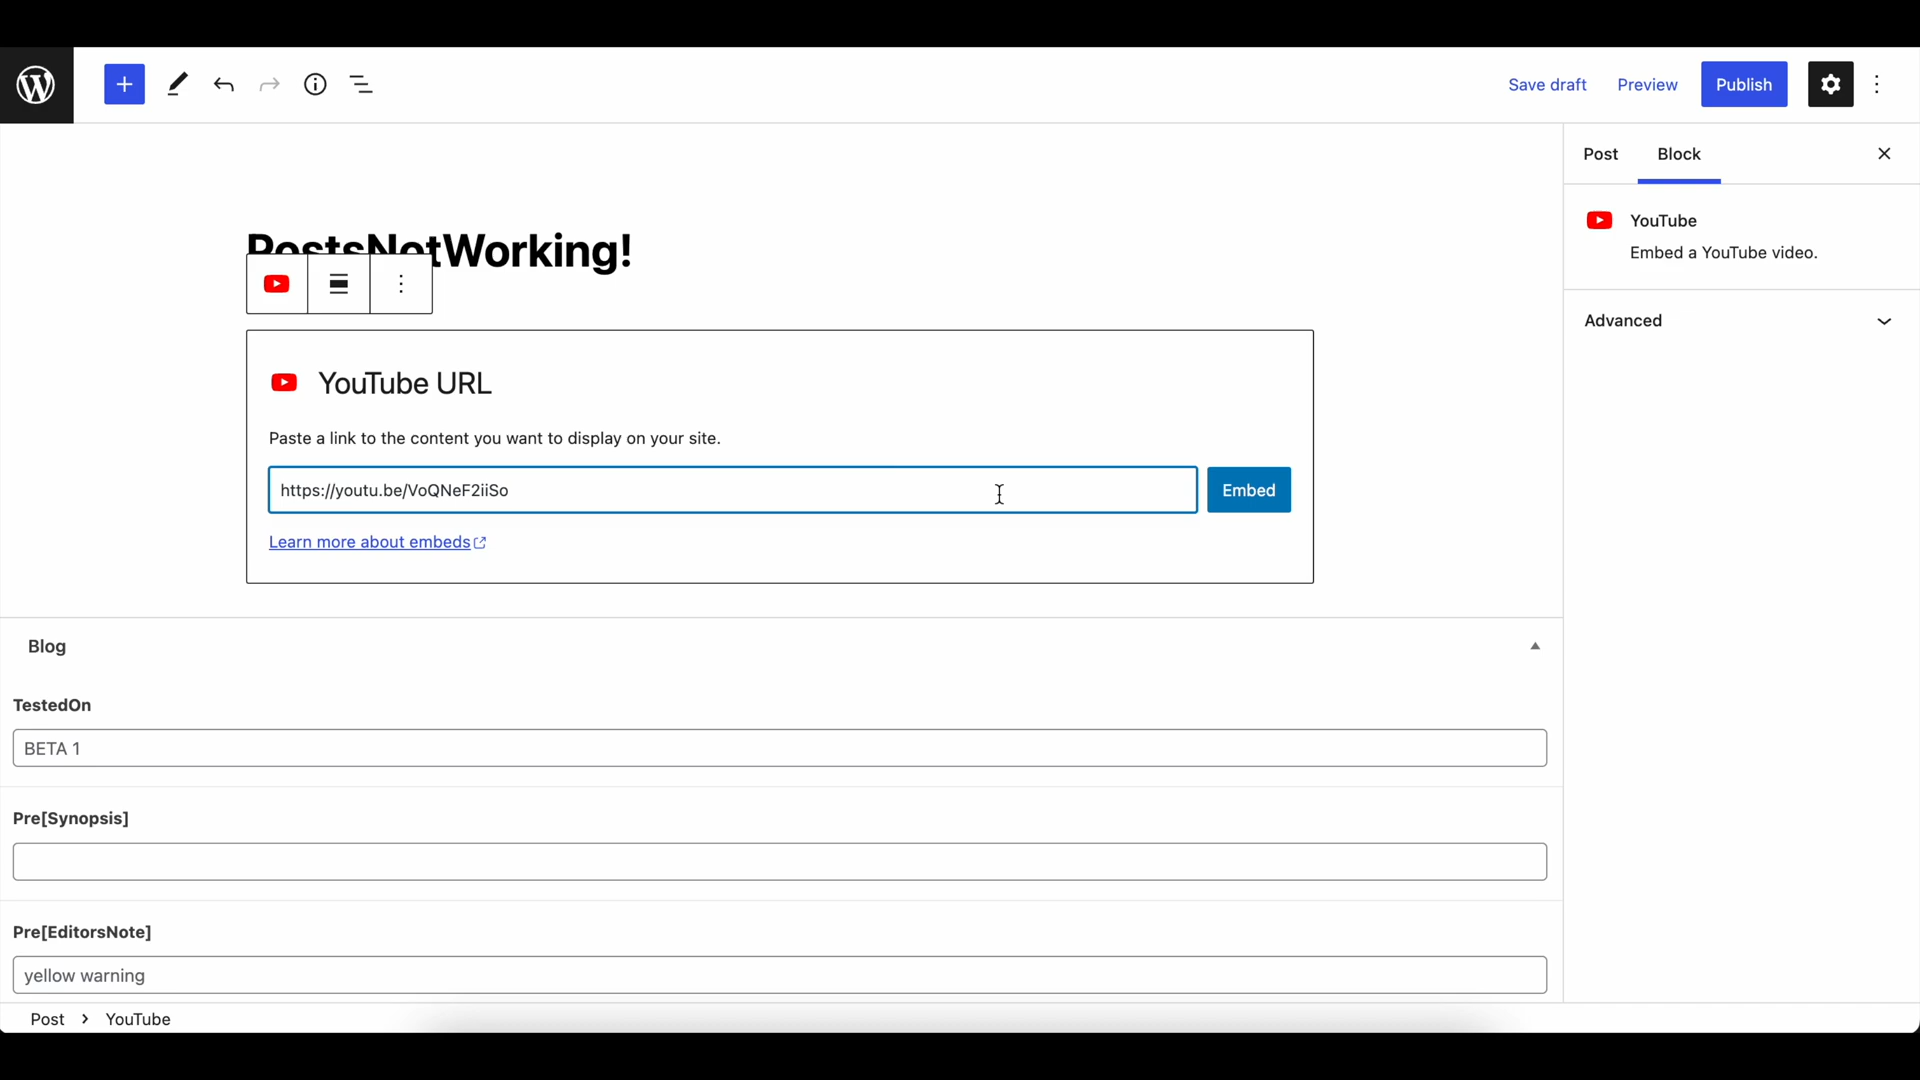 Save draft
Preview
Publish
Post
Block
YouTube
Embed a YouTube video.
Advanced
PostsNotWorking!
YouTube URL
Paste a link to the content you want to display on your site.
https://youtu.be/VoQNeF2iiSo
Embed
Learn more about embeds
Blog
TestedOn
BETA 1
Pre[Synopsis]
Pre[EditorsNote]
yellow warning
Post
YouTube